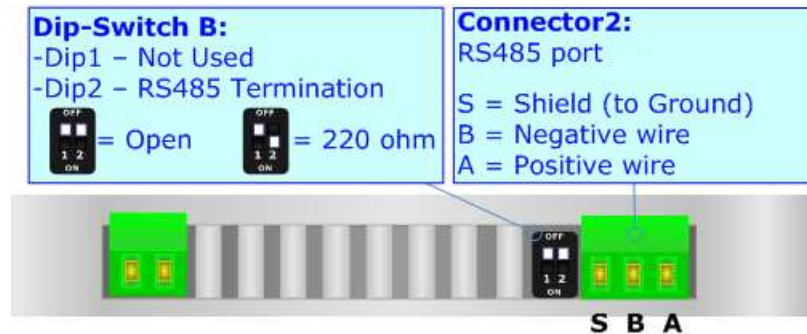 Dip-Switch B:
-Dip1 – Not Used
-Dip2 – RS485 Termination
OFF
1 2
ON
= Open
OFF
1 2
ON
= 220 ohm
Connector2:
RS485 port
S = Shield (to Ground)
B = Negative wire
A = Positive wire
OFF
1 2
ON
S B A